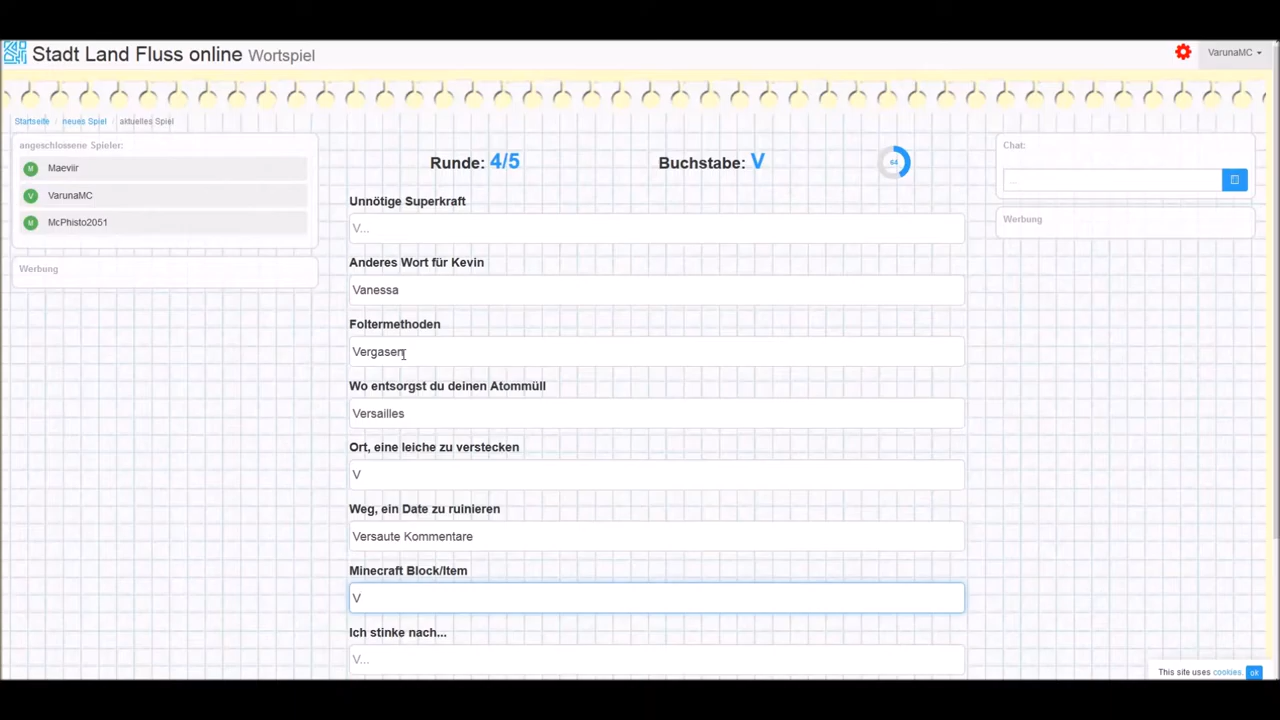 Stadt Land Fluss online Wortspiel
VarunaMC
Startseite / neues Spiel / aktuelles Spiel
angeschlossene Spieler:
M Maeviir
V VarunaMC
M McPhisto2051
Werbung
Runde: 4/5
Buchstabe: V
64
Unnötige Superkraft
V...
Anderes Wort für Kevin
Vanessa
Foltermethoden
Vergasen
Wo entsorgst du deinen Atommüll
Versailles
Ort, eine leiche zu verstecken
V
Weg, ein Date zu ruinieren
Versaute Kommentare
Minecraft Block/Item
V
Ich stinke nach...
V...
Chat:
...
Werbung
This site uses cookies. ok